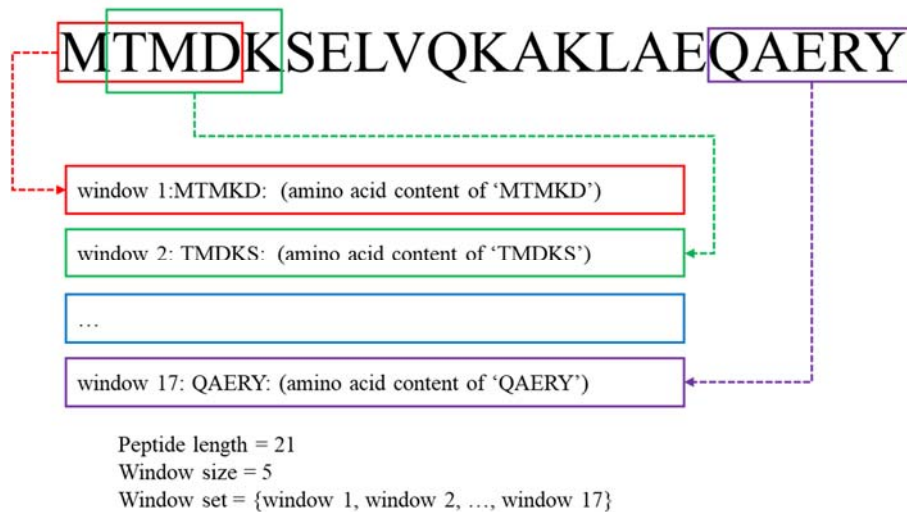 MTMDKSELVQKAKLAEQAERY
window 1:MTMKD: (amino acid content of ‘MTMKD’)
window 2: TMDKS: (amino acid content of ‘TMDKS’)
…
window 17: QAERY: (amino acid content of ‘QAERY’)
Peptide length = 21
Window size = 5
Window set = {window 1, window 2, …, window 17}